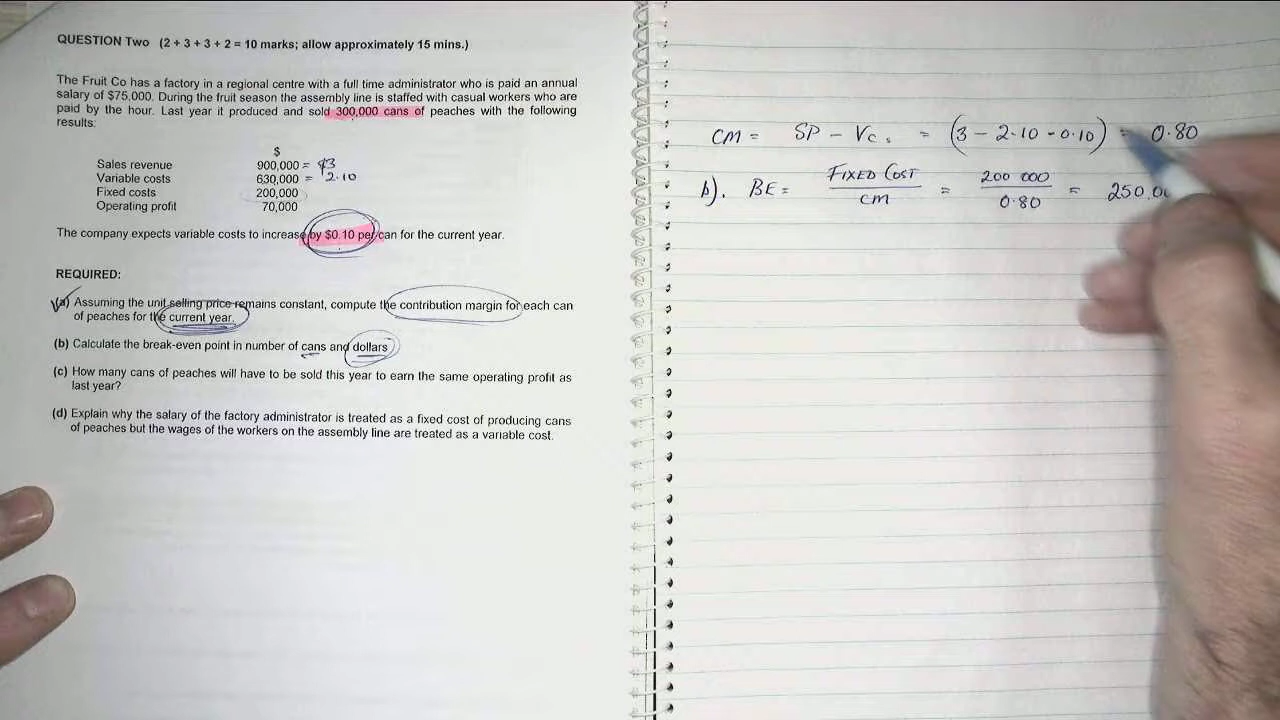 QUESTION Two (2 + 3 + 3 + 2 = 10 marks; allow approximately 15 mins.)
The Fruit Co has a factory in a regional centre with a full time administrator who is paid an annual
salary of $75,000. During the fruit season the assembly line is staffed with casual workers who are
paid by the hour. Last year it produced and sold 300,000 cans of peaches with the following
results:
$
Sales revenue 900,000 = $3
Variable costs 630,000 = 2.10
Fixed costs 200,000
Operating profit 70,000
The company expects variable costs to increase by $0.10 per can for the current year.
REQUIRED:
(a) Assuming the unit selling price remains constant, compute the contribution margin for each can
of peaches for the current year.
(b) Calculate the break-even point in number of cans and dollars
(c) How many cans of peaches will have to be sold this year to earn the same operating profit as
last year?
(d) Explain why the salary of the factory administrator is treated as a fixed cost of producing cans
of peaches but the wages of the workers on the assembly line are treated as a variable cost.
CM = SP - Vc. = (3 - 2.10 - 0.10) = 0.80
b). BE = FIXED COST / CM = 200 000 / 0.80 = 250,00